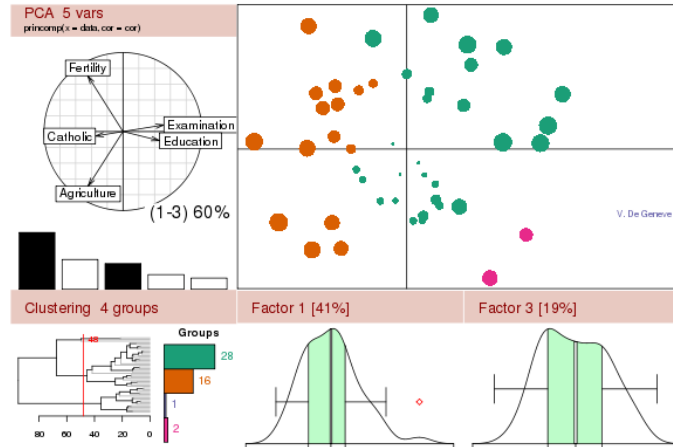 PCA 5 vars
princomp(x = data, cor = cor)
Fertility
Examination
Catholic
Education
Agriculture
(1-3) 60%
V. De Geneve
Clustering 4 groups
Factor 1 [41%]
Factor 3 [19%]
48
Groups
28
16
1
2
80 60 40 20 0